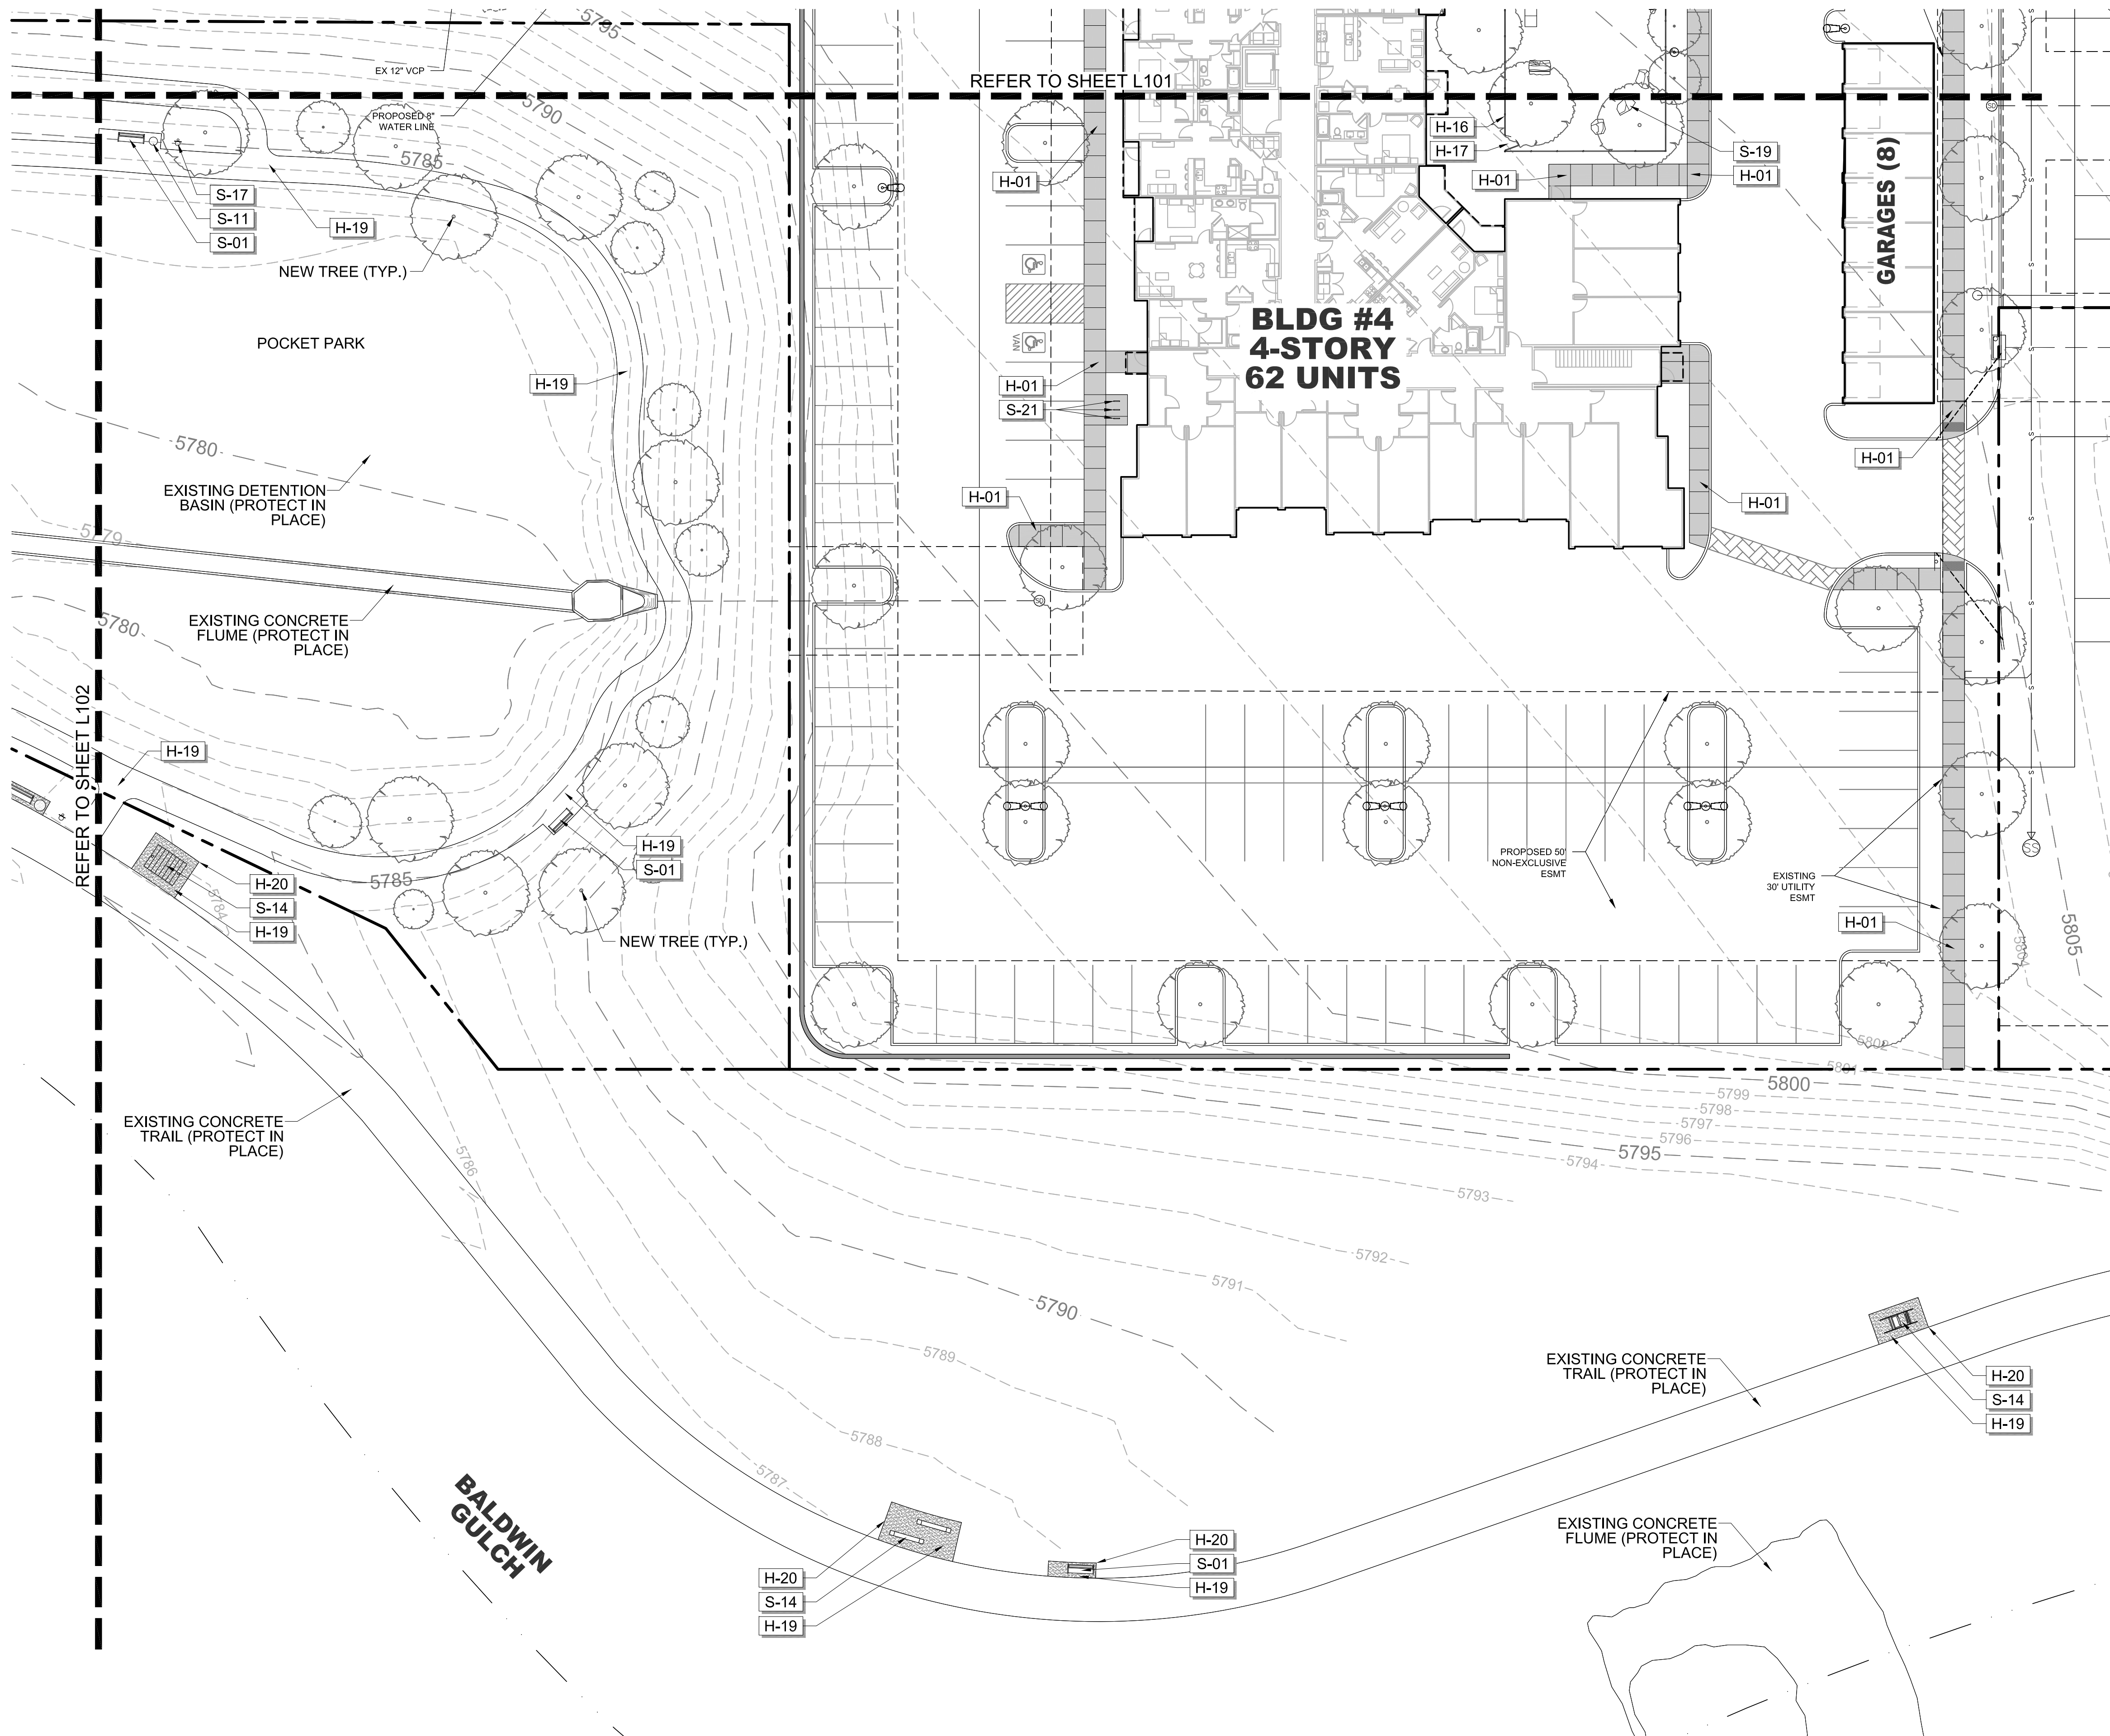 5795
EX 12" VCP
REFER TO SHEET L101
5790
PROPOSED 8"
WATER LINE
5785
H-16
H-17
S-19
H-01
H-01
H-01
S-17
S-11
S-01
H-19
NEW TREE (TYP.)
GARAGES (8)
BLDG #4
4-STORY
62 UNITS
POCKET PARK
VAN
H-19
H-01
S-21
5780
EXISTING DETENTION
BASIN (PROTECT IN
PLACE)
H-01
H-01
H-01
5779
EXISTING CONCRETE
FLUME (PROTECT IN
PLACE)
5780
REFER TO SHEET L102
H-19
H-19
S-01
5785
H-20
S-14
H-19
5784
NEW TREE (TYP.)
PROPOSED 50'
NON-EXCLUSIVE
ESMT
EXISTING
30' UTILITY
ESMT
SS
H-01
5804
5805
5802
5801
5800
5799
5798
5797
5796
5795
5794
5793
5792
5791
5790
5789
5788
5787
5786
EXISTING CONCRETE
TRAIL (PROTECT IN
PLACE)
BALDWIN
GULCH
EXISTING CONCRETE
TRAIL (PROTECT IN
PLACE)
H-20
S-14
H-19
H-20
S-14
H-19
H-20
S-01
H-19
EXISTING CONCRETE
FLUME (PROTECT IN
PLACE)